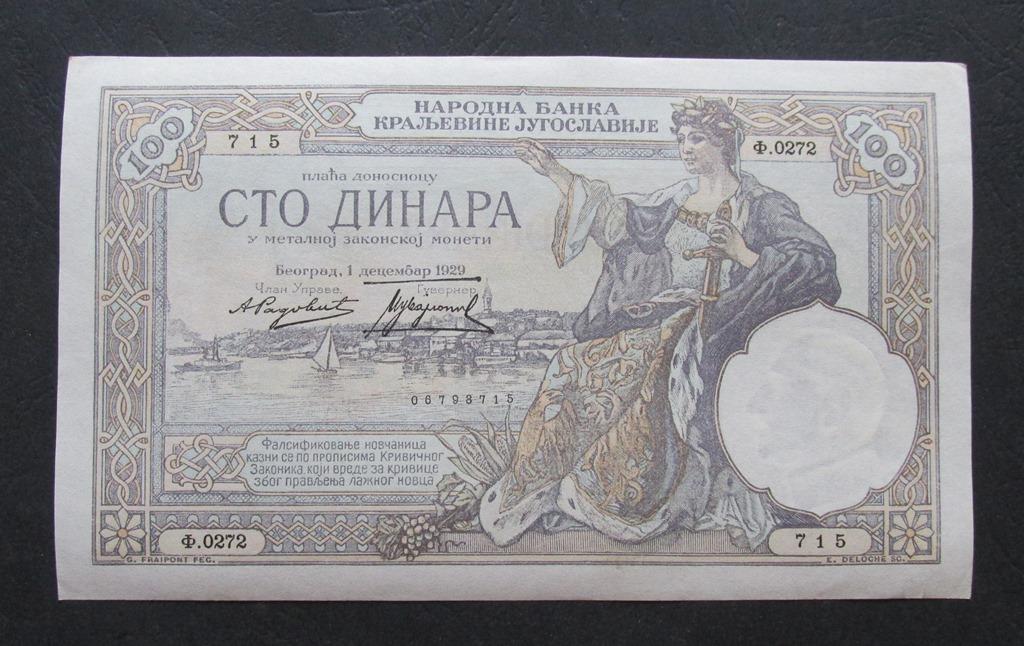 НАРОДНА БАНКА
КРАЉЕВИНЕ ЈУГОСЛАВИЈЕ
100
715
Ф.0272
100
плаћа доносиоцу
СТО ДИНАРА
у металној законској монети
Београд, 1 децембар 1929
Члан Управе,
Гувернер,
06793715
Фалсификовање новчаница
казни се по прописима Кривичног
Законика, који вреде за кривице
због прављења лажног новца
Ф.0272
715
G. FRAIPONT FEC.
E. DELOCHE SC.